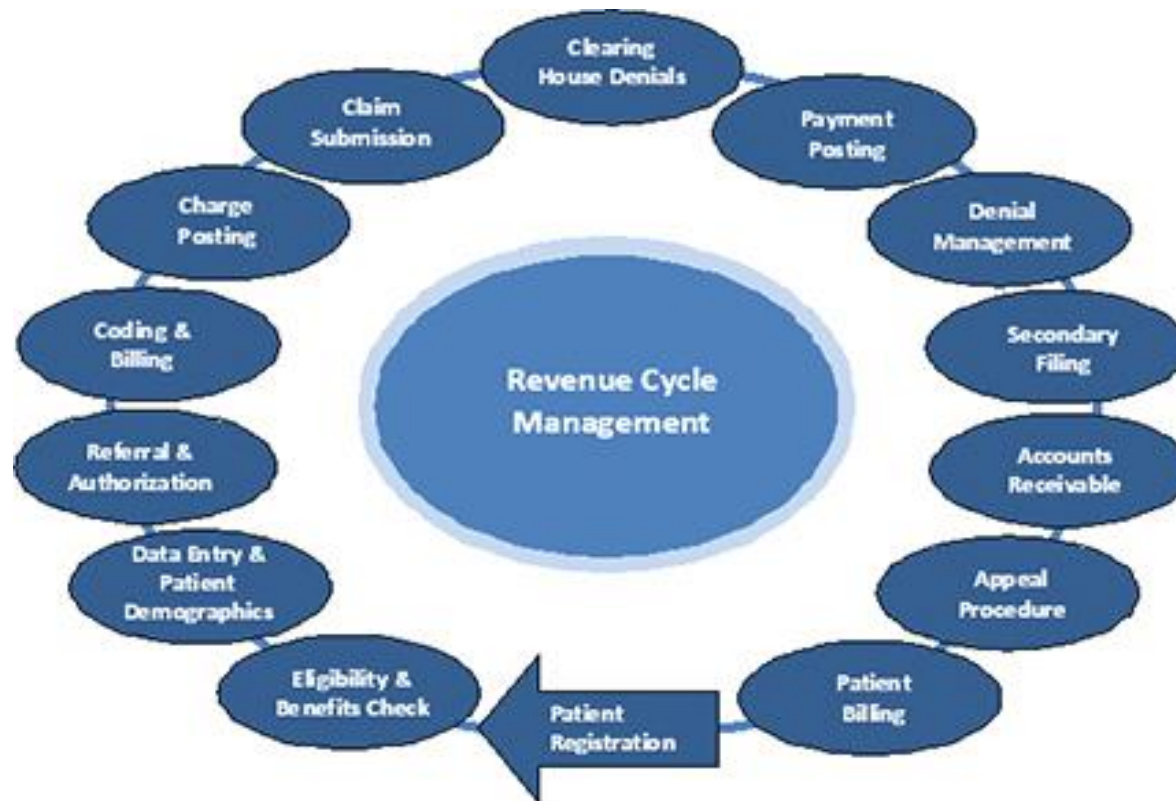 Clearing
House Denials
Payment
Posting
Denial
Management
Secondary
Filing
Accounts
Receivable
Appeal
Procedure
Patient
Billing
Patient
Registration
Eligibility &
Benefits Check
Data Entry &
Patient
Demographics
Referral &
Authorization
Coding &
Billing
Charge
Posting
Claim
Submission
Revenue Cycle
Management